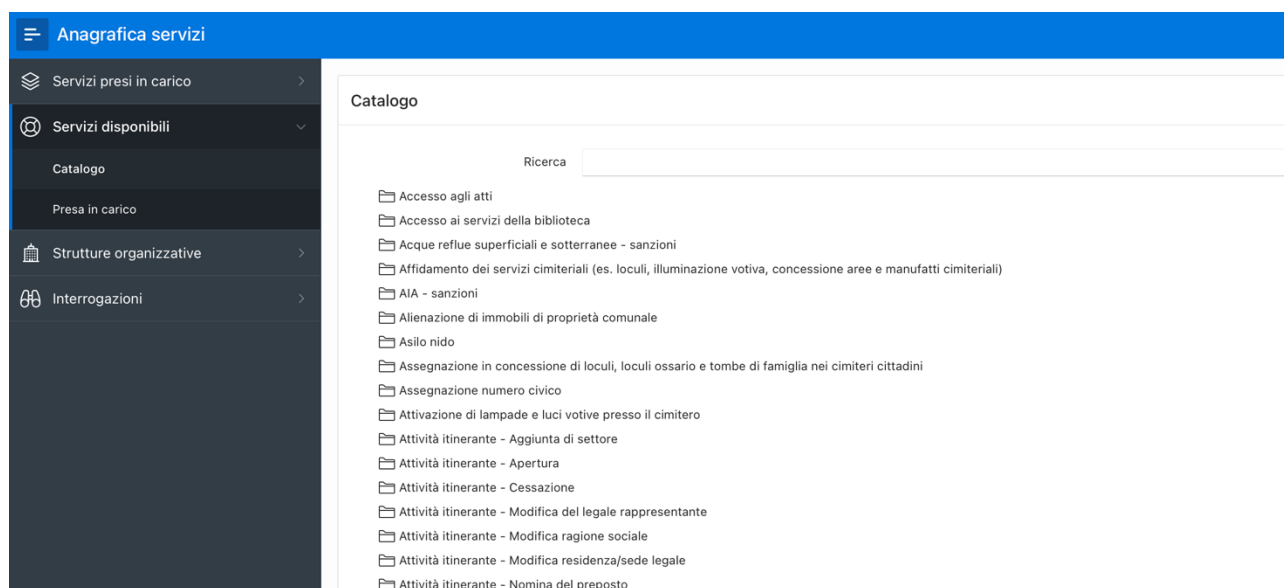 Anagrafica servizi
Servizi presi in carico
Servizi disponibili
Catalogo
Presa in carico
Strutture organizzative
Interrogazioni
Catalogo
Ricerca
Accesso agli atti
Accesso ai servizi della biblioteca
Acque reflue superficiali e sotterranee - sanzioni
Affidamento dei servizi cimiteriali (es. loculi, illuminazione votiva, concessione aree e manufatti cimiteriali)
AIA - sanzioni
Alienazione di immobili di proprietà comunale
Asilo nido
Assegnazione in concessione di loculi, loculi ossario e tombe di famiglia nei cimiteri cittadini
Assegnazione numero civico
Attivazione di lampade e luci votive presso il cimitero
Attività itinerante - Aggiunta di settore
Attività itinerante - Apertura
Attività itinerante - Cessazione
Attività itinerante - Modifica del legale rappresentante
Attività itinerante - Modifica ragione sociale
Attività itinerante - Modifica residenza/sede legale
Attività itinerante - Nomina del preposto